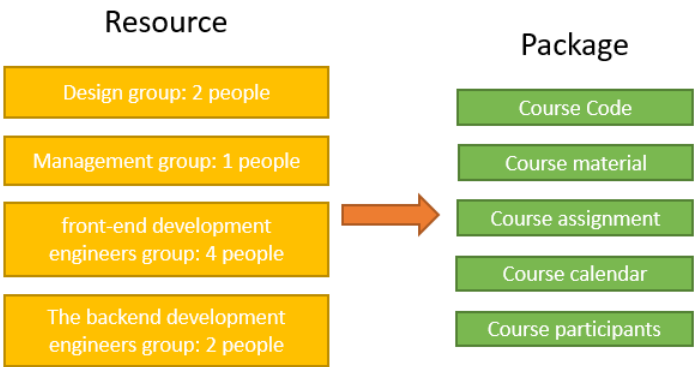 Resource
Design group: 2 people
Management group: 1 people
front-end development
engineers group: 4 people
The backend development
engineers group: 2 people
Package
Course Code
Course material
Course assignment
Course calendar
Course participants